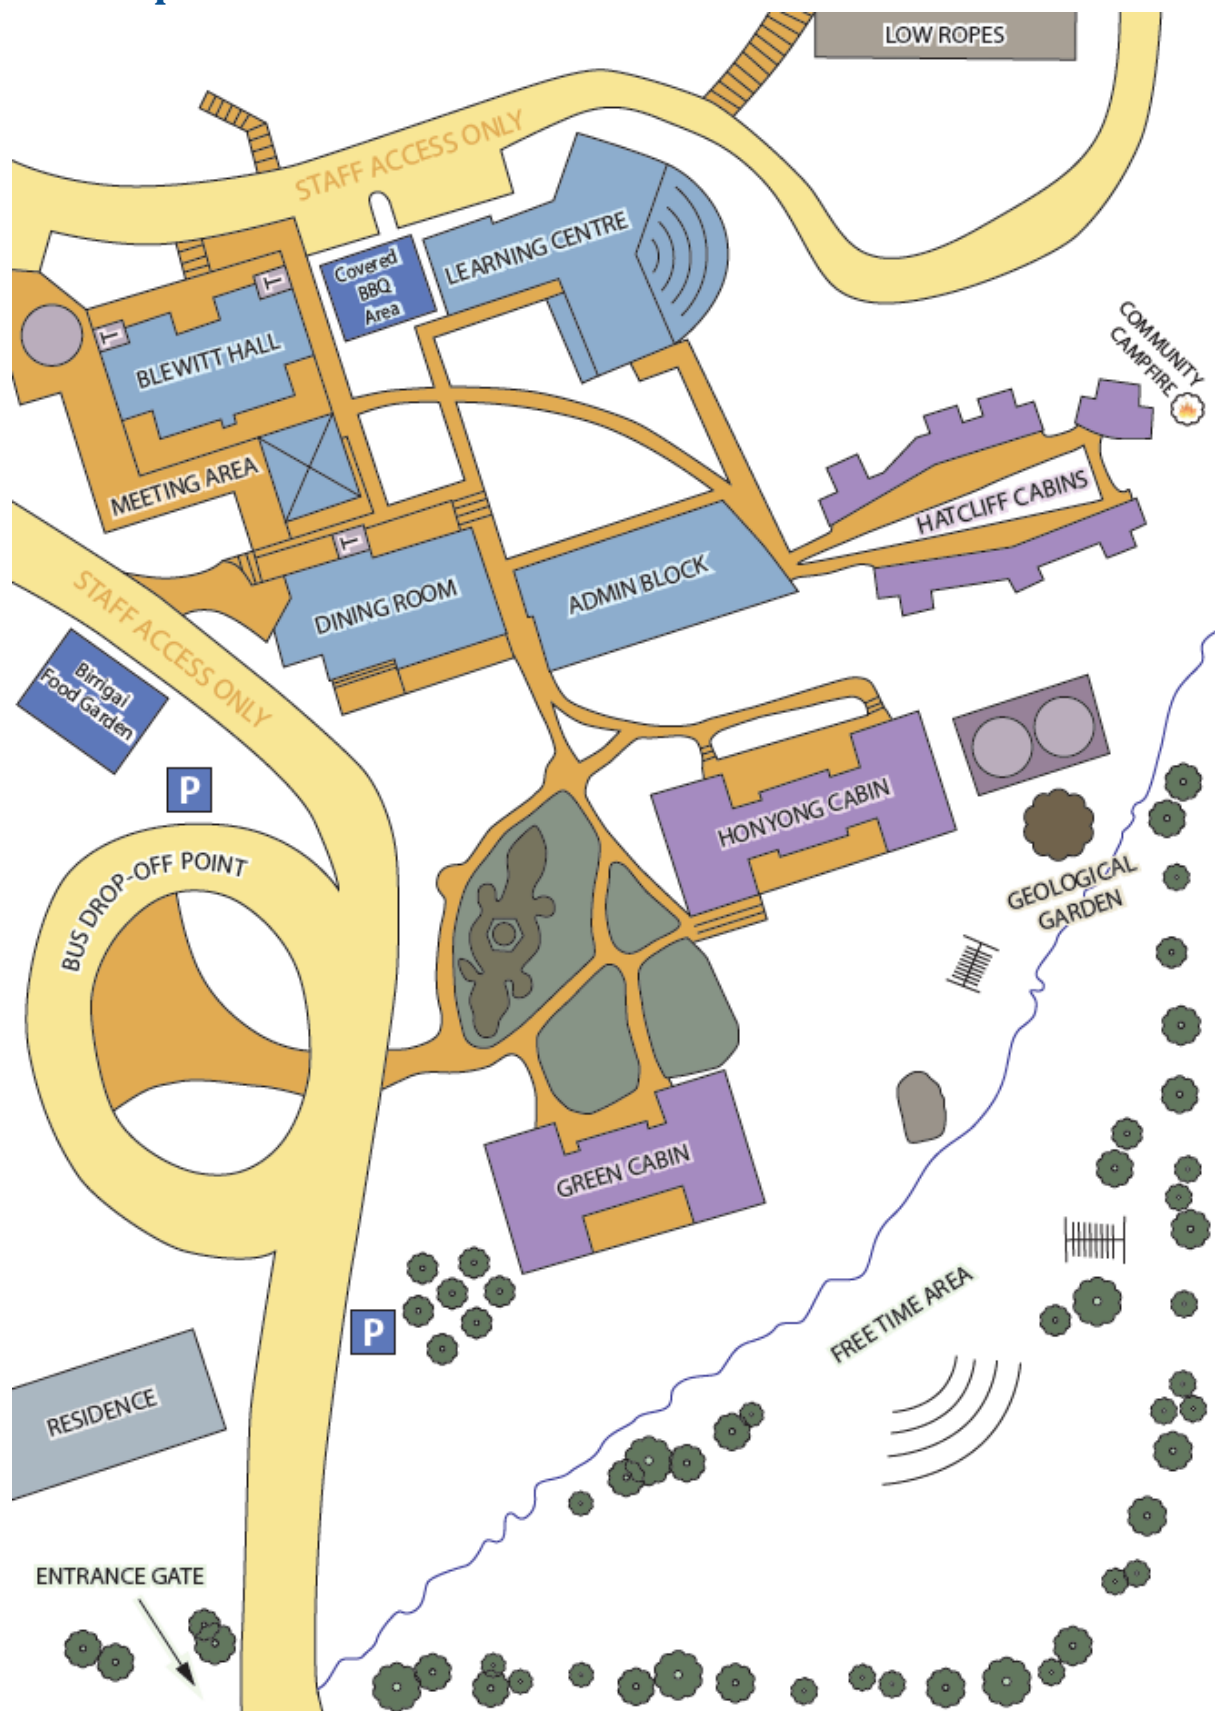 LOW ROPES
STAFF ACCESS ONLY
LEARNING CENTRE
Covered
BBQ
Area
T
T
BLEWITT HALL
COMMUNITY
CAMPFIRE
MEETING AREA
HATCLIFF CABINS
T
ADMIN BLOCK
DINING ROOM
STAFF ACCESS ONLY
Birrigai
Food Garden
P
HONYONG CABIN
BUS DROP-OFF POINT
GEOLOGICAL
GARDEN
GREEN CABIN
FREE TIME AREA
P
RESIDENCE
ENTRANCE GATE